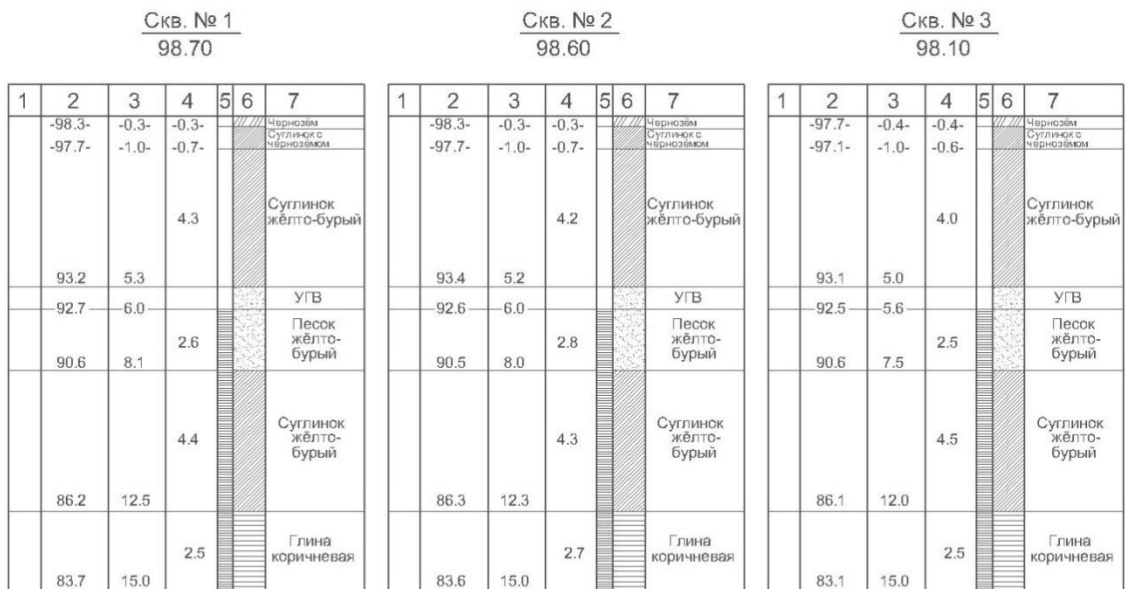 Скв. № 1
98.70
1 2 3 4 5 6 7
-98.3- -0.3- -0.3- Чернозём
-97.7- -1.0- -0.7- Суглинок с
чернозёмом
4.3 Суглинок
жёлто-бурый
93.2 5.3
УГВ
92.7 6.0
2.6 Песок
жёлто-
бурый
90.6 8.1
4.4 Суглинок
жёлто-
бурый
86.2 12.5
2.5 Глина
коричневая
83.7 15.0
Скв. № 2
98.60
1 2 3 4 5 6 7
-98.3- -0.3- -0.3- Чернозём
-97.7- -1.0- -0.7- Суглинок с
чернозёмом
4.2 Суглинок
жёлто-бурый
93.4 5.2
УГВ
92.6 6.0
2.8 Песок
жёлто-
бурый
90.5 8.0
4.3 Суглинок
жёлто-
бурый
86.3 12.3
2.7 Глина
коричневая
83.6 15.0
Скв. № 3
98.10
1 2 3 4 5 6 7
-97.7- -0.4- -0.4- Чернозём
-97.1- -1.0- -0.6- Суглинок с
чернозёмом
4.0 Суглинок
жёлто-бурый
93.1 5.0
УГВ
92.5 5.6
2.5 Песок
жёлто-
бурый
90.6 7.5
4.5 Суглинок
жёлто-
бурый
86.1 12.0
2.5 Глина
коричневая
83.1 15.0